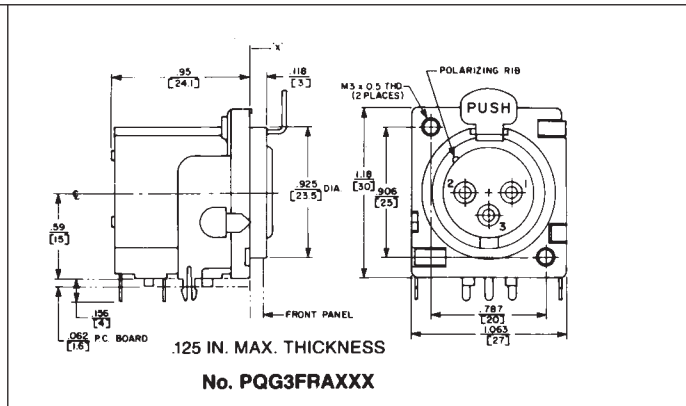 "X"
.95
[24.1]
.118
[3]
POLARIZING RIB
M3 x 0.5 THD.
(2 PLACES)
PUSH
.925 DIA.
[23.5]
1.18
[30]
.906
[25]
2
1
3
℄
.59
[15]
.156
[4]
.062 P.C. BOARD
[1.6]
FRONT PANEL
.787
[20]
1.063
[27]
.125 IN. MAX. THICKNESS
No. PQG3FRAXXX